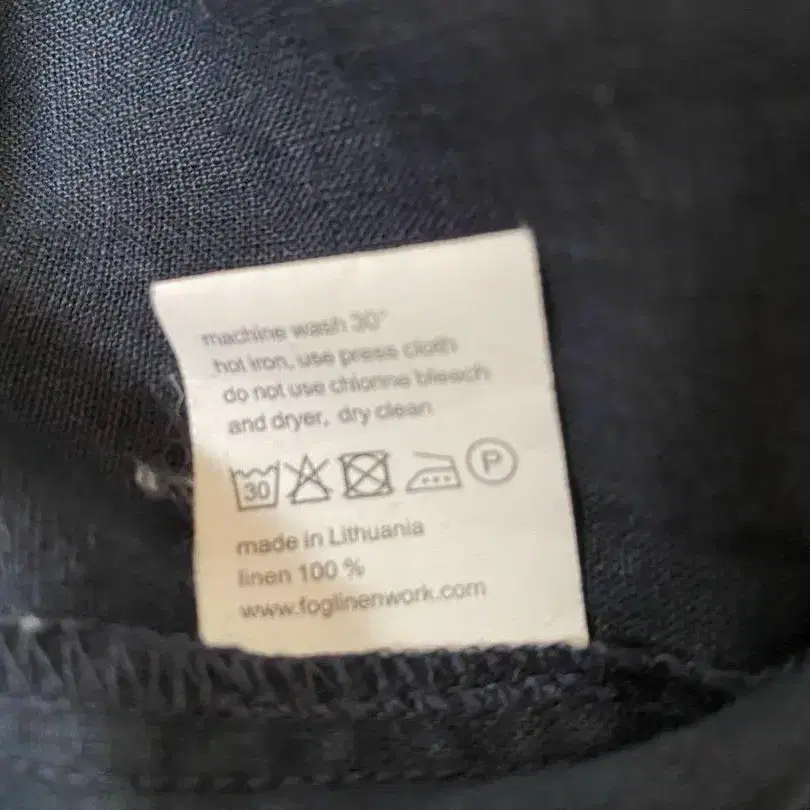 machine wash 30°
hot iron, use press cloth
do not use chlorine bleach
and dryer, dry clean
30 P
made in Lithuania
linen 100 %
www.foglinenwork.com